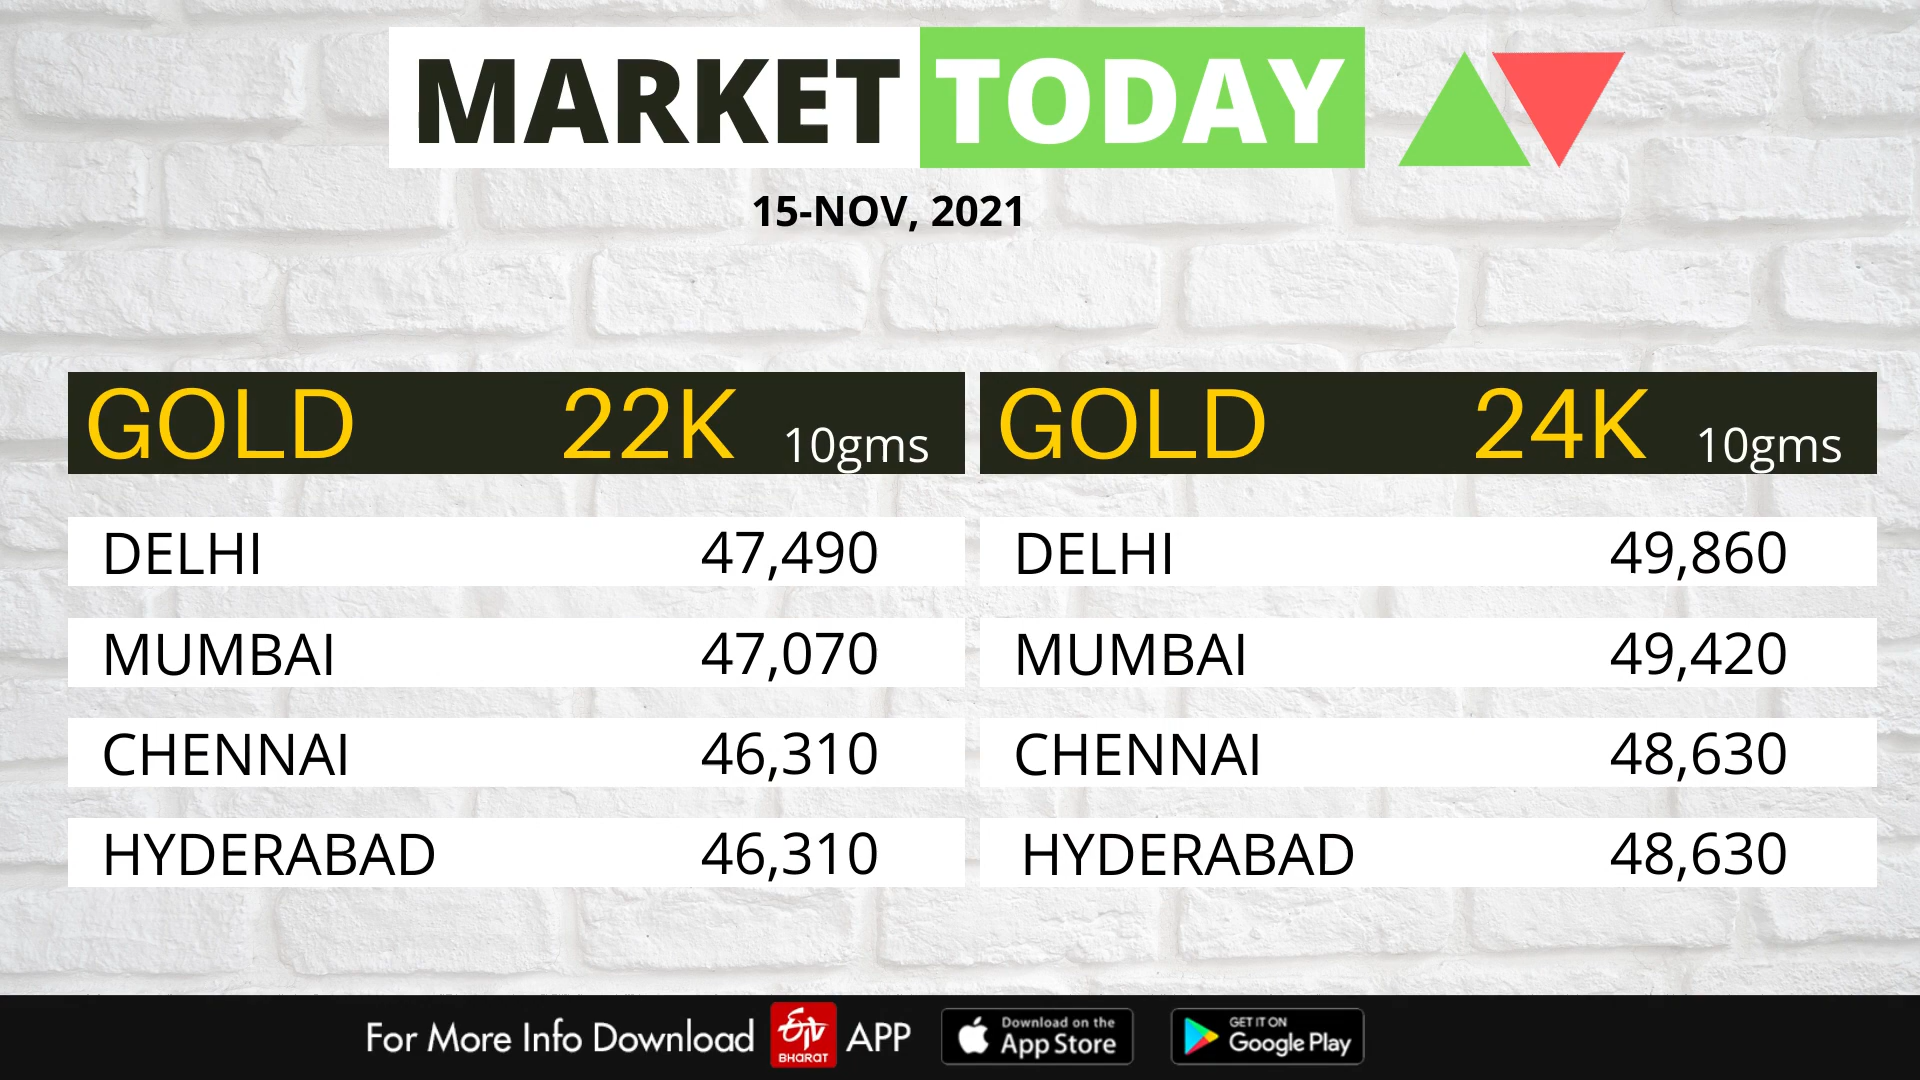 MARKET TODAY
15-NOV, 2021
GOLD 22K 10gms
DELHI 47,490
MUMBAI 47,070
CHENNAI 46,310
HYDERABAD 46,310
GOLD 24K 10gms
DELHI 49,860
MUMBAI 49,420
CHENNAI 48,630
HYDERABAD 48,630
For More Info Download ETV BHARAT APP
Download on the
App Store
GET IT ON
Google Play